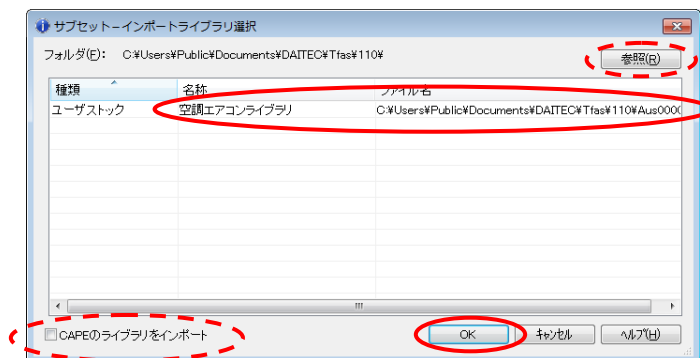 サブセット－インポートライブラリ選択
フォルダ(F): C:¥Users¥Public¥Documents¥DAITEC¥Tfas¥110¥
参照(R)
種類 名称 ファイル名
ユーザストック 空調エアコンライブラリ C:¥Users¥Public¥Documents¥DAITEC¥Tfas¥110¥Aus000(
CAPEのライブラリをインポート
OK キャンセル ヘルプ(H)